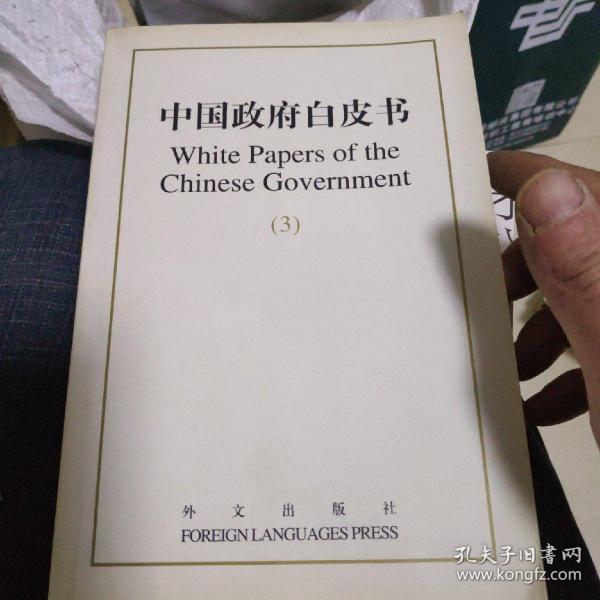 中国政府白皮书
White Papers of the
Chinese Government
(3)
外文出版社
FOREIGN LANGUAGES PRESS
孔夫子旧书网
www.kongfz.com